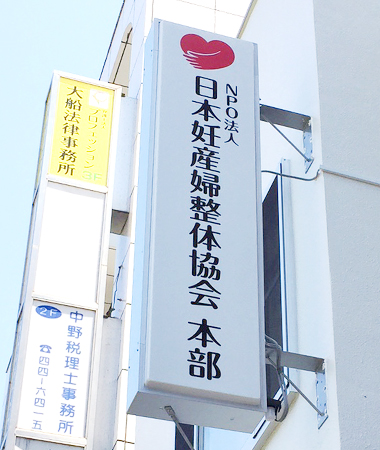 NPO法人
日本妊産婦整体協会 本部
大船法律事務所
3F
2F
中野税理士事務所
☎四四-六四一五